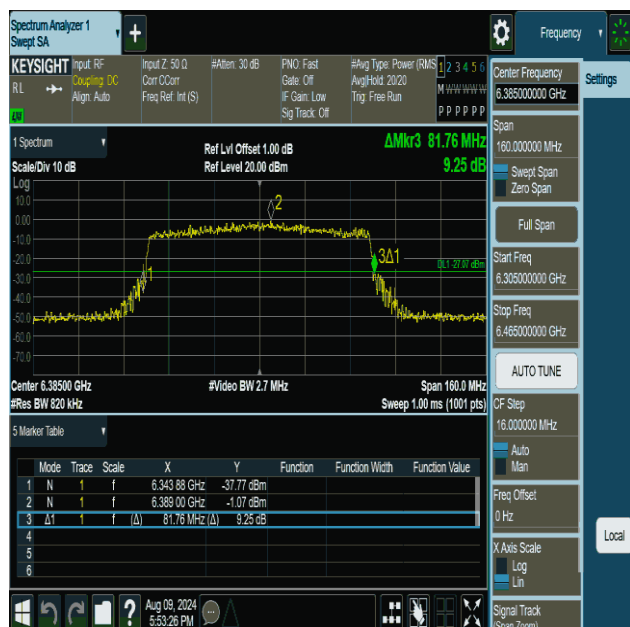 Spectrum Analyzer 1
Swept SA
+
Frequency
KEYSIGHT
RL
Input: RF
Coupling: DC
Align: Auto
Input Z: 50 Ω
Corr CCorr
Freq Ref: Int (S)
#Atten: 30 dB
PNO: Fast
Gate: Off
IF Gain: Low
Sig Track: Off
#Avg Type: Power (RMS
Avg|Hold: 20/20
Trig: Free Run
1 2 3 4 5 6
M W W W W W
P P P P P P
1 Spectrum
Scale/Div 10 dB
Ref Lvl Offset 1.00 dB
Ref Level 20.00 dBm
ΔMkr3 81.76 MHz
9.25 dB
Log
10.0
0.00
-10.0
-20.0
-30.0
-40.0
-50.0
-60.0
-70.0
2
3Δ1
1
DL1 -27.07 dBm
Center 6.38500 GHz
#Video BW 2.7 MHz
Span 160.0 MHz
#Res BW 820 kHz
Sweep 1.00 ms (1001 pts)
5 Marker Table
Mode Trace Scale X Y Function Function Width Function Value
1 N 1 f 6.343 88 GHz -37.77 dBm
2 N 1 f 6.389 00 GHz -1.07 dBm
3 Δ1 1 f (Δ) 81.76 MHz (Δ) 9.25 dB
4
5
6
?
Aug 09, 2024
5:53:26 PM
Center Frequency
6.385000000 GHz
Span
160.000000 MHz
Swept Span
Zero Span
Full Span
Start Freq
6.305000000 GHz
Stop Freq
6.465000000 GHz
AUTO TUNE
CF Step
16.000000 MHz
Auto
Man
Freq Offset
0 Hz
X Axis Scale
Log
Lin
Signal Track
(Span Zoom)
Settings
Local